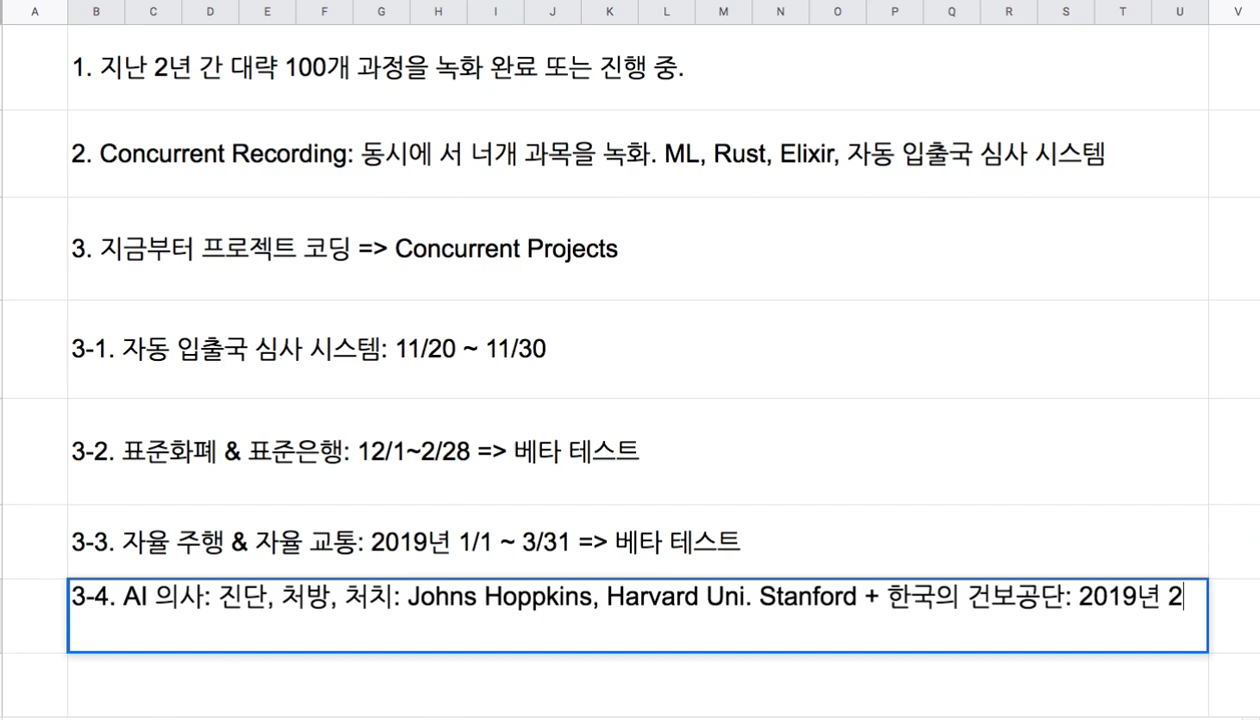 A B C D E F G H I J K L M N O P Q R S T U V
1. 지난 2년 간 대략 100개 과정을 녹화 완료 또는 진행 중.
2. Concurrent Recording: 동시에 서 너개 과목을 녹화. ML, Rust, Elixir, 자동 입출국 심사 시스템
3. 지금부터 프로젝트 코딩 => Concurrent Projects
3-1. 자동 입출국 심사 시스템: 11/20 ~ 11/30
3-2. 표준화폐 & 표준은행: 12/1~2/28 => 베타 테스트
3-3. 자율 주행 & 자율 교통: 2019년 1/1 ~ 3/31 => 베타 테스트
3-4. AI 의사: 진단, 처방, 처치: Johns Hoppkins, Harvard Uni. Stanford + 한국의 건보공단: 2019년 2